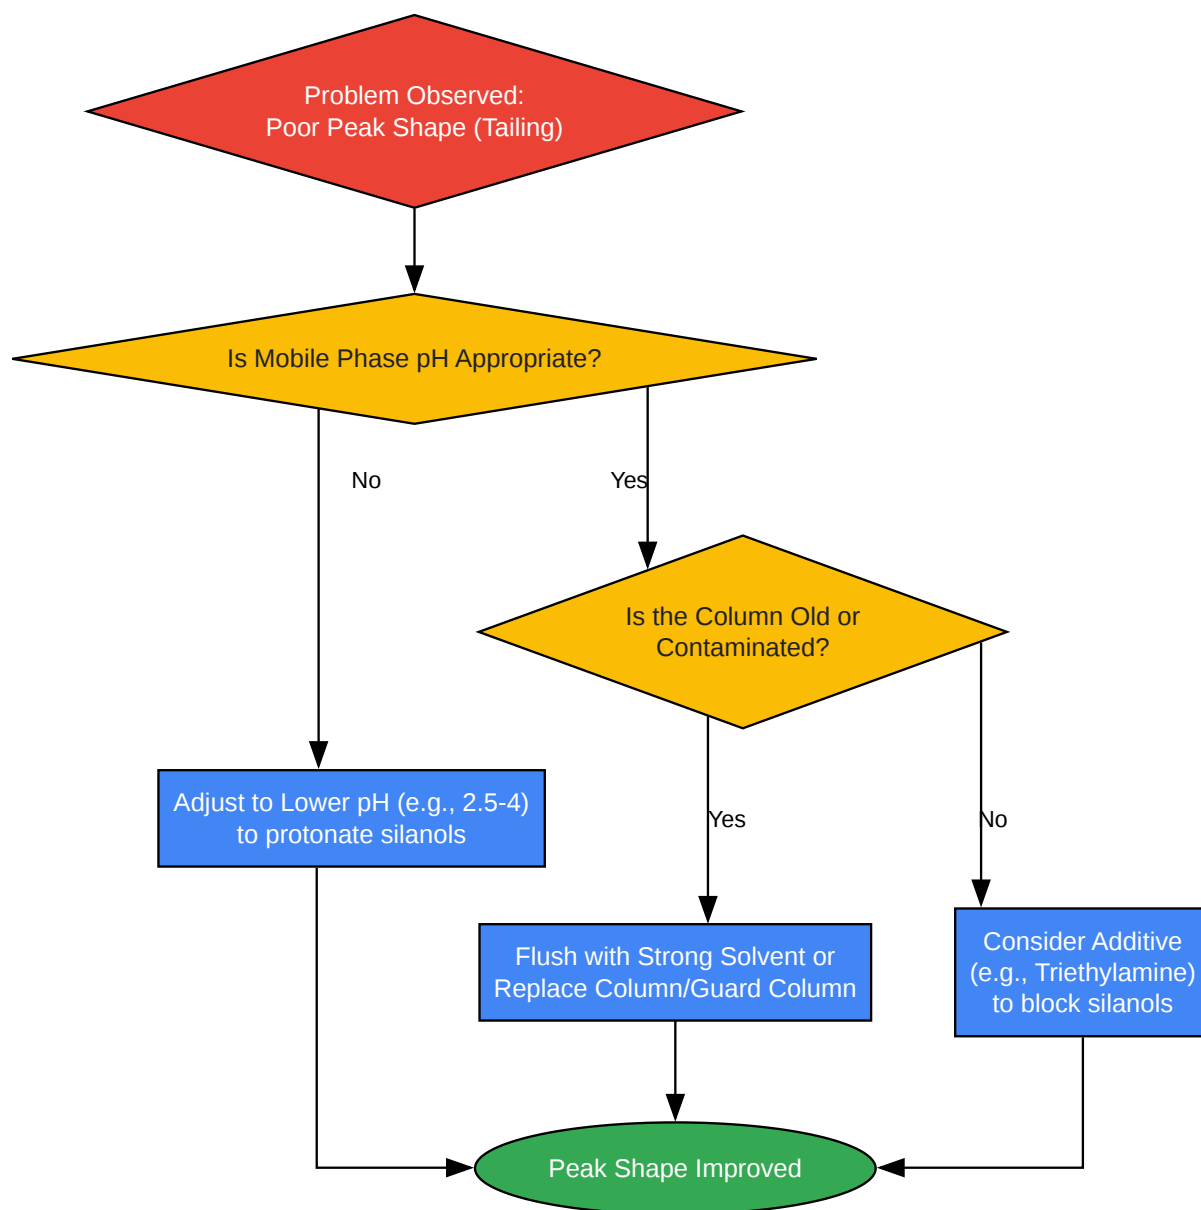 Problem Observed:
Poor Peak Shape (Tailing)
Is Mobile Phase pH Appropriate?
No
Yes
Is the Column Old or
Contaminated?
Adjust to Lower pH (e.g., 2.5-4)
to protonate silanols
Yes
No
Flush with Strong Solvent or
Replace Column/Guard Column
Consider Additive
(e.g., Triethylamine)
to block silanols
Peak Shape Improved